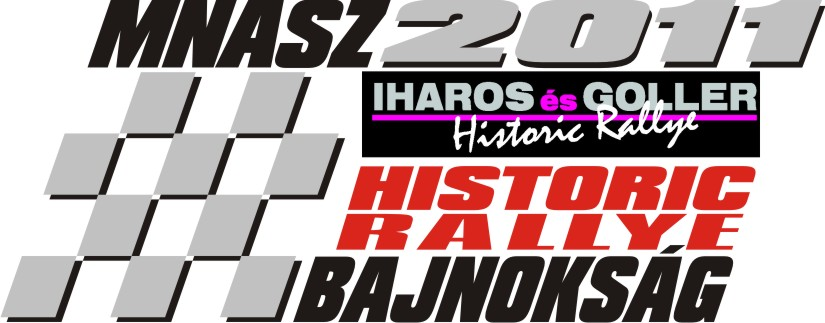 MNASZ 2011
IHAROS és GOLLER
Historic Rallye
HISTORIC
RALLYE
BAJNOKSÁG